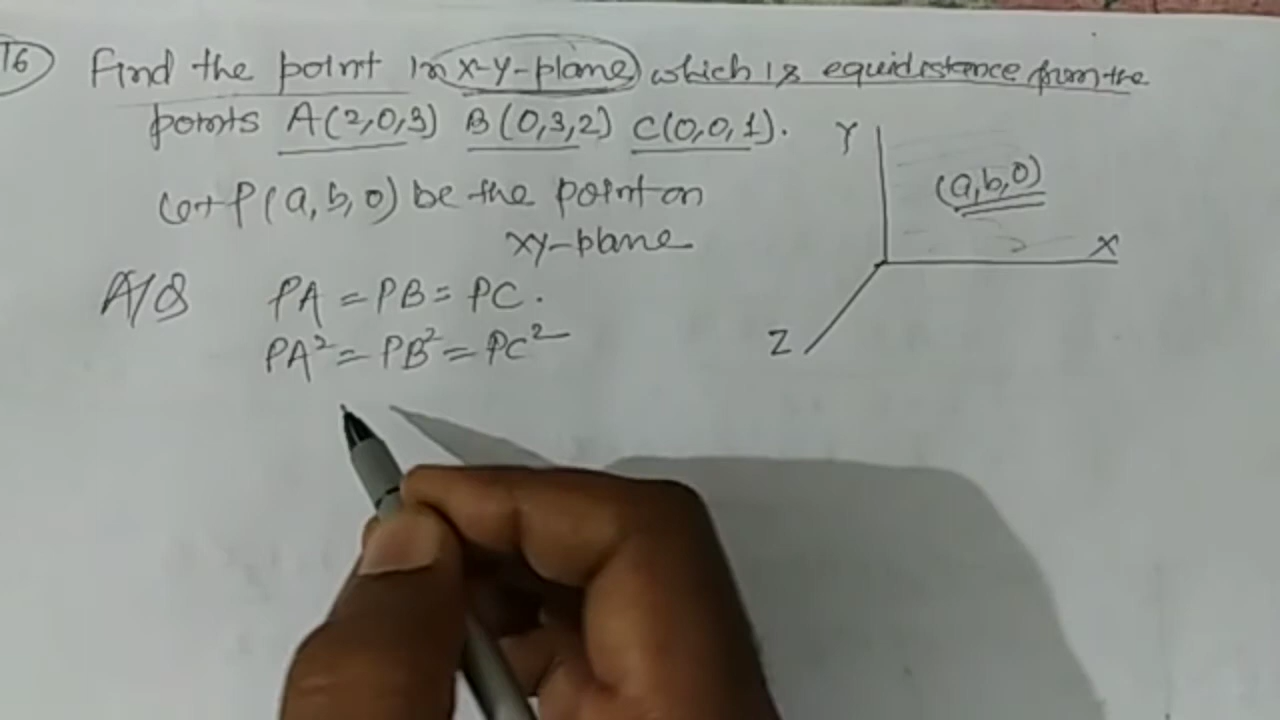 16 Find the point in x-y-plane which is equidistence from the
points A(2,0,3) B(0,3,2) C(0,0,1).
Let P(a,b,0) be the point on
xy-plane
A/Q PA = PB = PC.
PA² = PB² = PC²
Y
(a,b,0)
X
Z